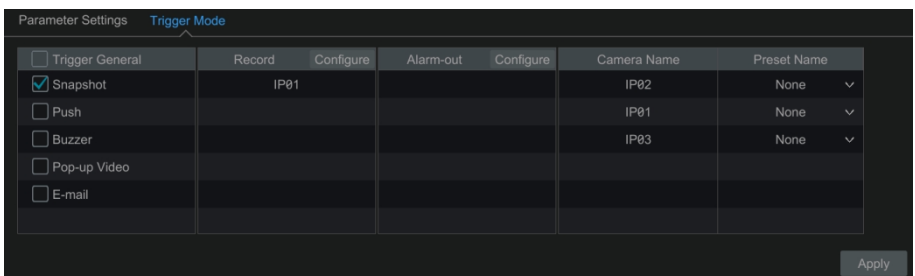 Parameter Settings Trigger Mode
Trigger General Record Configure Alarm-out Configure Camera Name Preset Name
Snapshot IP01 IP02 None
Push IP01 None
Buzzer IP03 None
Pop-up Video
E-mail
Apply